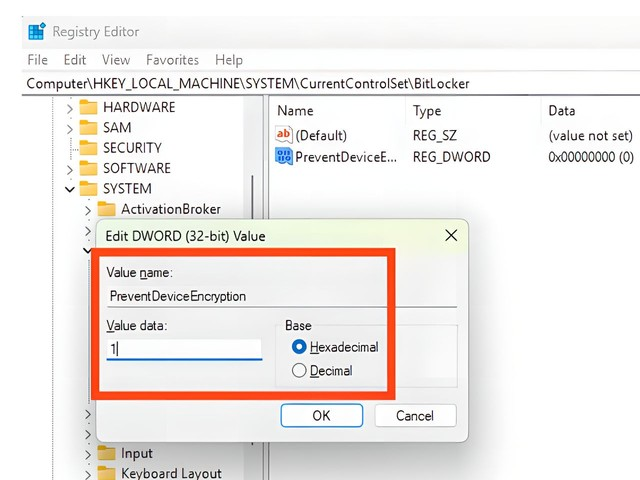 Registry Editor
File Edit View Favorites Help
Computer\HKEY_LOCAL_MACHINE\SYSTEM\CurrentControlSet\BitLocker
HARDWARE
SAM
SECURITY
SOFTWARE
SYSTEM
ActivationBroker
Name Type Data
ab (Default) REG_SZ (value not set)
PreventDeviceE... REG_DWORD 0x00000000 (0)
Edit DWORD (32-bit) Value
Value name:
PreventDeviceEncryption
Value data:
1
Base
Hexadecimal
Decimal
OK Cancel
Input
Keyboard Layout